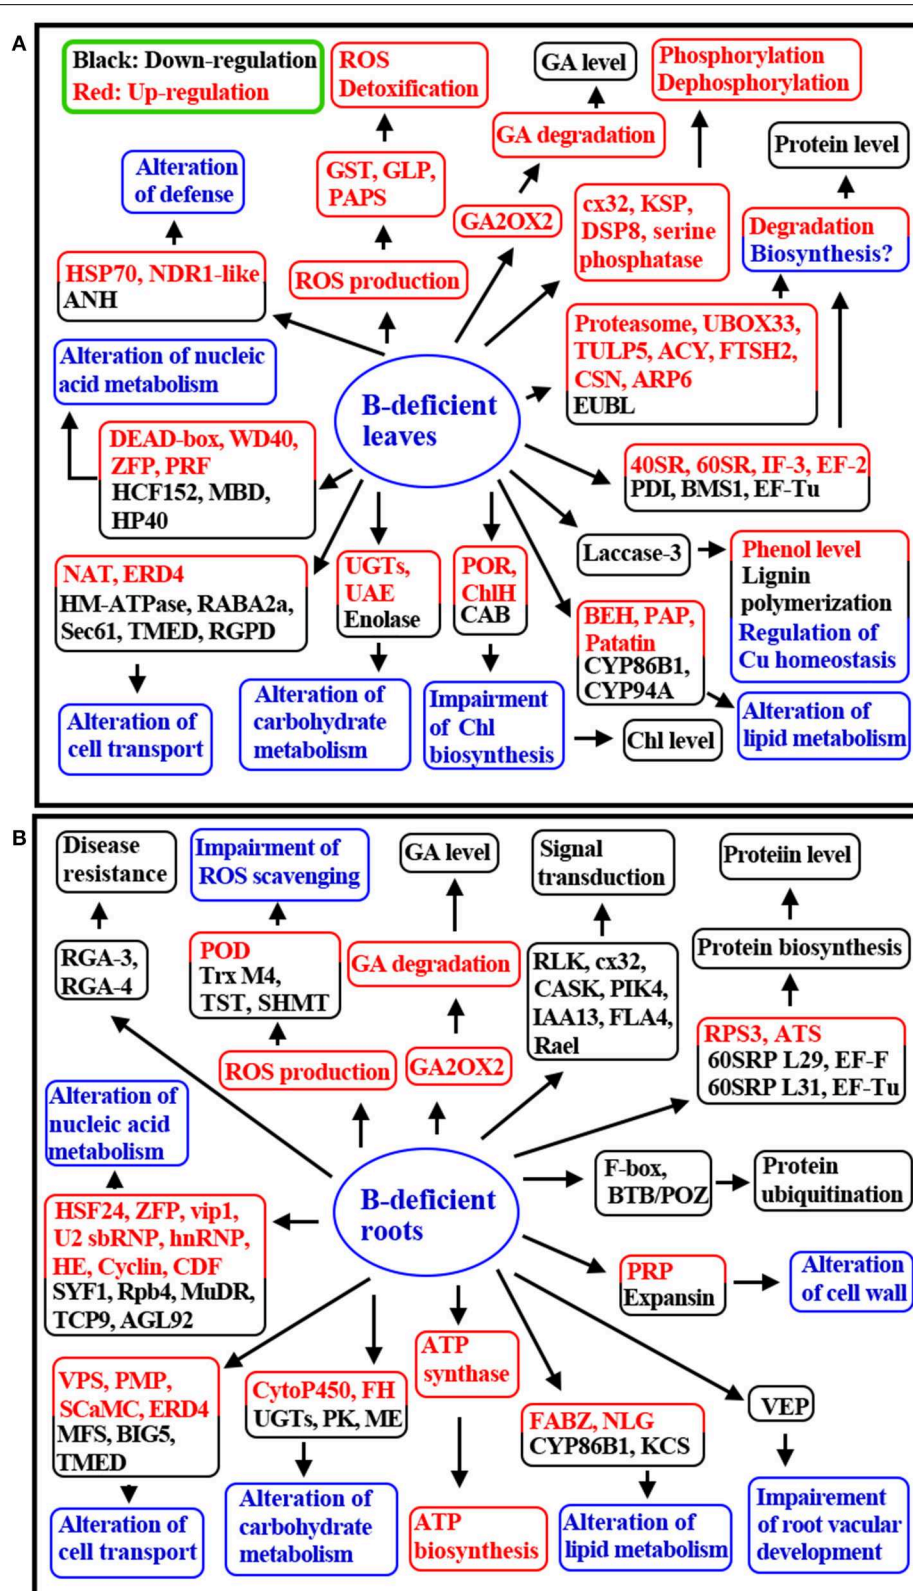 A
Black: Down-regulation
Red: Up-regulation
ROS
Detoxification
GA level
Phosphorylation
Dephosphorylation
GA degradation
Protein level
Alteration
of defense
GST, GLP,
PAPS
GA2OX2
cx32, KSP,
DSP8, serine
phosphatase
Degradation
Biosynthesis?
HSP70, NDR1-like
ANH
ROS production
Proteasome, UBOX33,
TULP5, ACY, FTSH2,
CSN, ARP6
EUBL
Alteration of nucleic
acid metabolism
B-deficient
leaves
DEAD-box, WD40,
ZFP, PRF
HCF152, MBD,
HP40
40SR, 60SR, IF-3, EF-2
PDI, BMS1, EF-Tu
Laccase-3
Phenol level
Lignin
polymerization
Regulation of
Cu homeostasis
NAT, ERD4
HM-ATPase, RABA2a,
Sec61, TMED, RGPD
UGTs,
UAE
Enolase
POR,
ChlH
CAB
BEH, PAP,
Patatin
CYP86B1,
CYP94A
Alteration of
cell transport
Alteration of
carbohydrate
metabolism
Impairment
of Chl
biosynthesis
Chl level
Alteration of
lipid metabolism
B
Disease
resistance
Impairment of
ROS scavenging
GA level
Signal
transduction
Proteiin level
RGA-3,
RGA-4
POD
Trx M4,
TST, SHMT
GA degradation
RLK, cx32,
CASK, PIK4,
IAA13, FLA4,
Rael
Protein biosynthesis
ROS production
GA2OX2
RPS3, ATS
60SRP L29, EF-F
60SRP L31, EF-Tu
Alteration of
nucleic acid
metabolism
B-deficient
roots
F-box,
BTB/POZ
Protein
ubiquitination
HSF24, ZFP, vip1,
U2 sbRNP, hnRNP,
HE, Cyclin, CDF
SYF1, Rpb4, MuDR,
TCP9, AGL92
PRP
Expansin
Alteration
of cell wall
VPS, PMP,
SCaMC, ERD4
MFS, BIG5,
TMED
CytoP450, FH
UGTs, PK, ME
ATP
synthase
FABZ, NLG
CYP86B1, KCS
VEP
Alteration of
cell transport
Alteration of
carbohydrate
metabolism
ATP
biosynthesis
Alteration of
lipid metabolism
Impairement
of root vacular
development